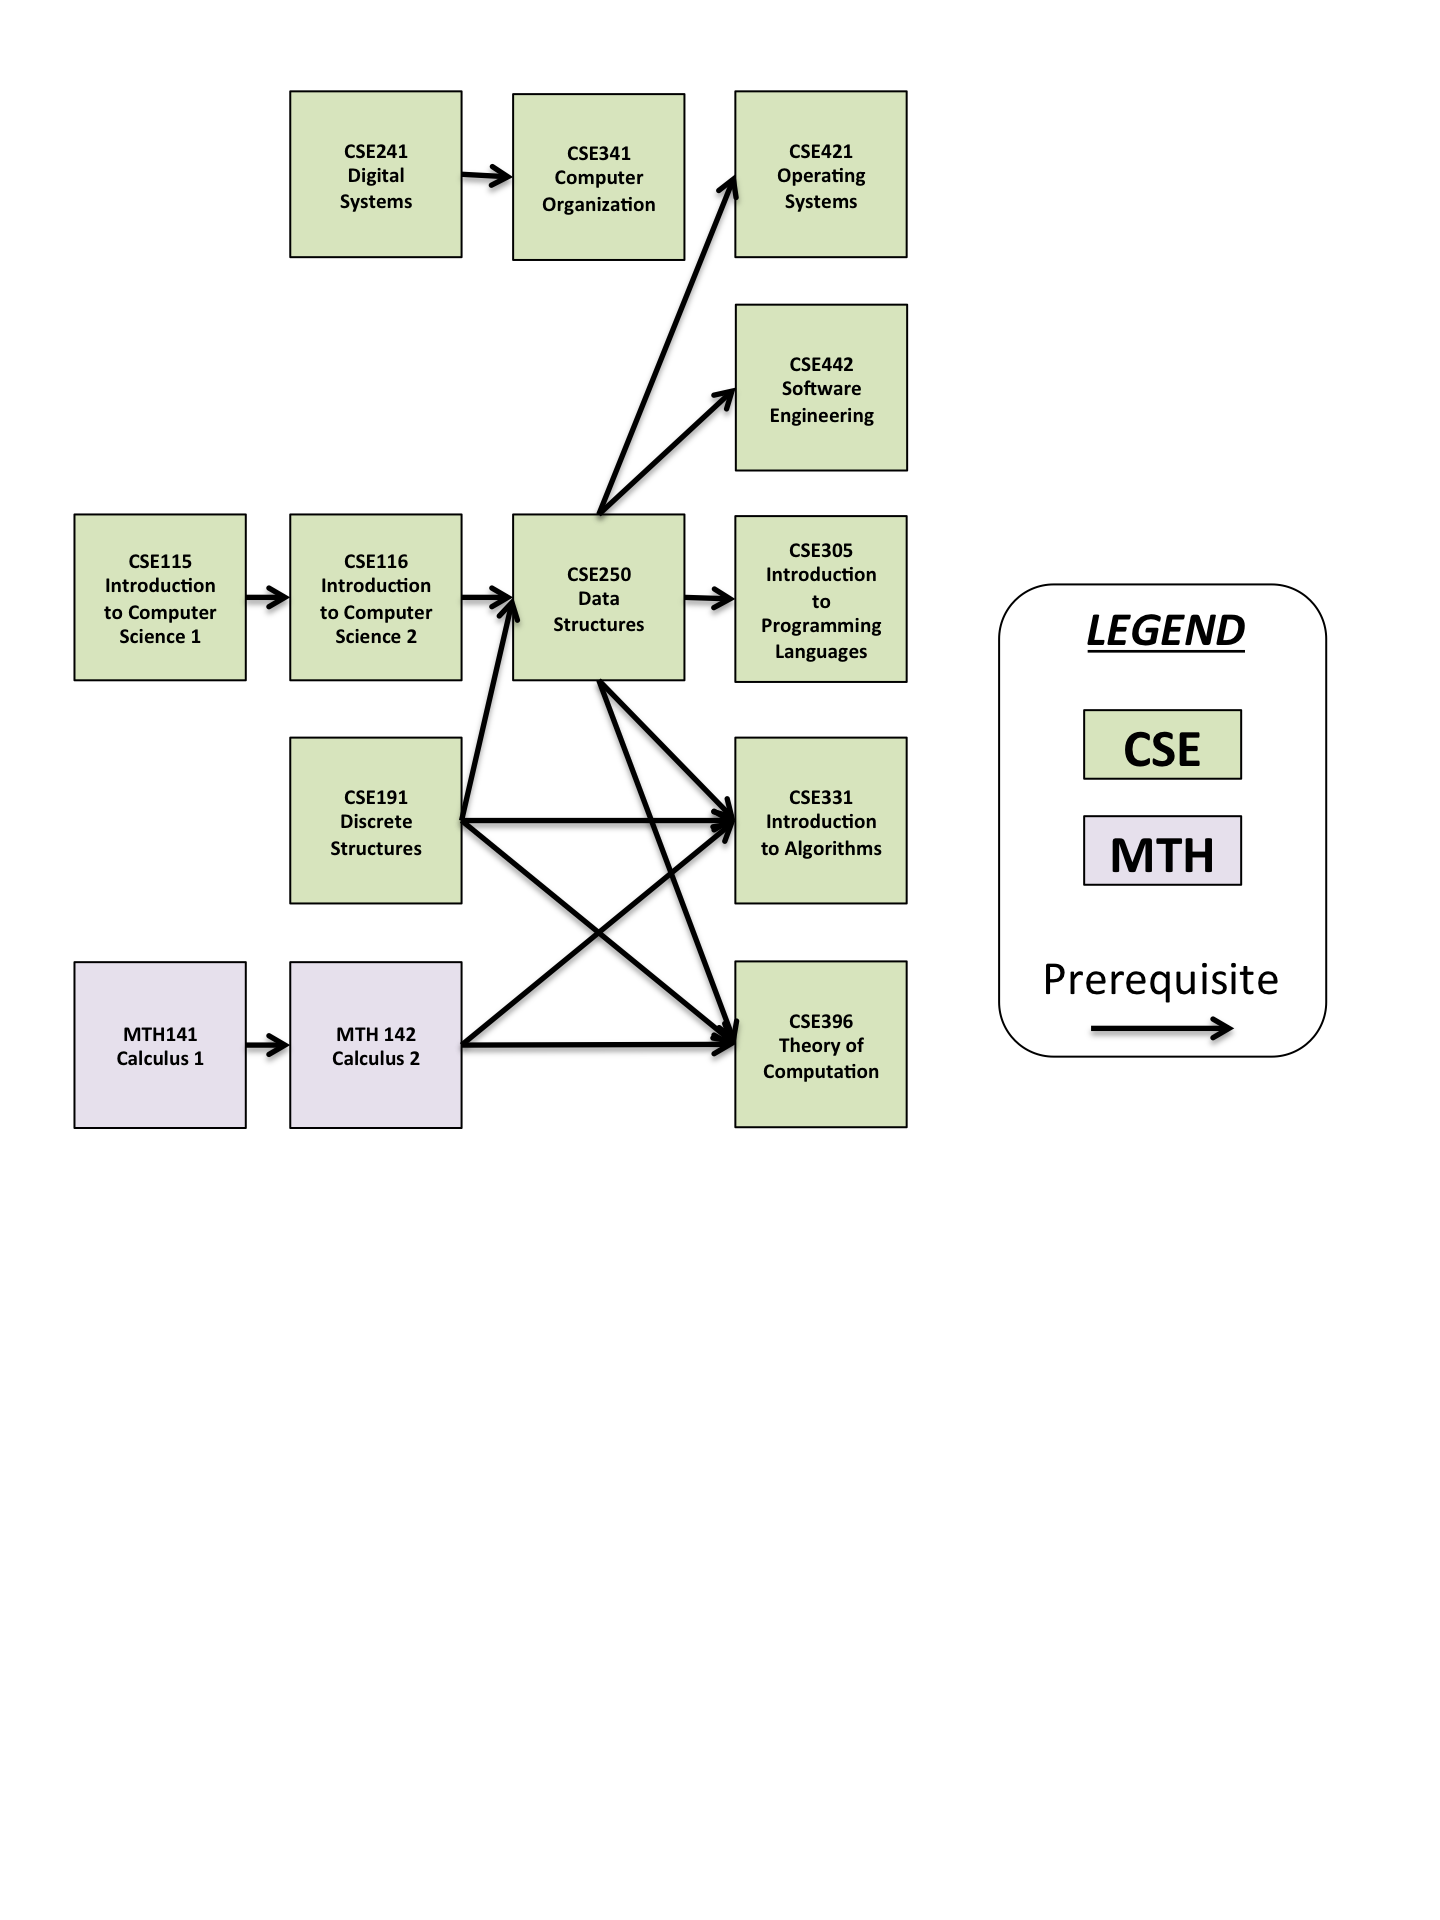 CSE241
Digital
Systems
CSE341
Computer
Organization
CSE421
Operating
Systems
CSE442
Software
Engineering
CSE115
Introduction
to Computer
Science 1
CSE116
Introduction
to Computer
Science 2
CSE250
Data
Structures
CSE305
Introduction
to
Programming
Languages
CSE191
Discrete
Structures
CSE331
Introduction
to Algorithms
MTH141
Calculus 1
MTH 142
Calculus 2
CSE396
Theory of
Computation
LEGEND
CSE
MTH
Prerequisite